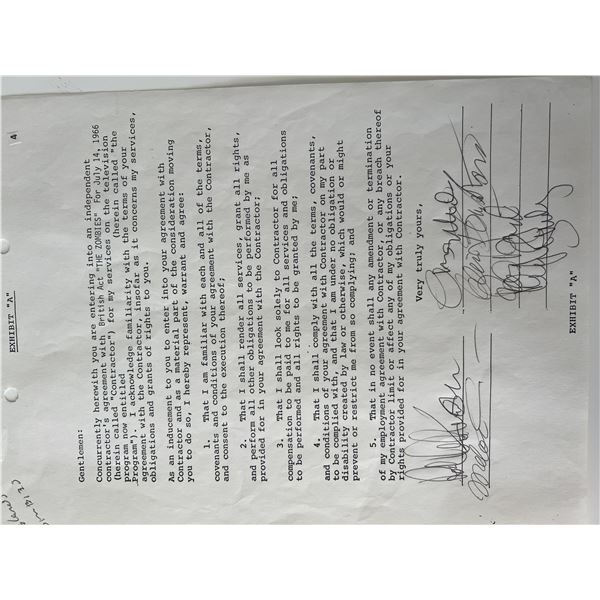 EXHIBIT "A"
4
Gentlemen:
Concurrently herewith you are entering into an independent
contractor's agreement with British Act "THE ZOMBIES" For July 14, 1966
(herein called "Contractor") for my services on the television
program now entitled (herein called "the
Program"). I acknowledge familiarity with the terms of your
agreement with the Contractor, insofar as it concerns my services,
obligations and grants of rights to you.
As an inducement to you to enter into your agreement with
Contractor and as a material part of the consideration moving
you to do so, I hereby represent, warrant and agree:
1. That I am familiar with each and all of the terms,
covenants and conditions of your agreement with the Contractor,
and consent to the execution thereof;
2. That I shall render all services, grant all rights,
and perform all other obligations to be performed by me as
provided for in your agreement with the Contractor;
3. That I shall look solely to Contractor for all
compensation to be paid to me for all services and obligations
to be performed and all rights to be granted by me;
4. That I shall comply with all the terms, covenants,
and conditions of your agreement with Contractor on my part
to be complied with, and that I am under no obligation or
disability created by law or otherwise, which would or might
prevent or restrict me from so complying; and
5. That in no event shall any amendment or termination
of my employment agreement with Contractor, or any breach thereof
by Contractor limit or affect any of my obligations or your
rights provided for in your agreement with Contractor.
Very truly yours,
EXHIBIT "A"